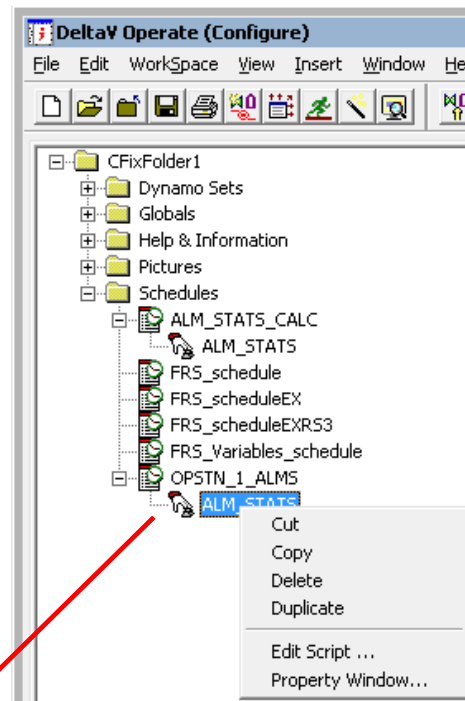 DeltaV Operate (Configure)
File Edit WorkSpace View Insert Window He
CFixFolder1
Dynamo Sets
Globals
Help & Information
Pictures
Schedules
ALM_STATS_CALC
ALM_STATS
FRS_schedule
FRS_scheduleEX
FRS_scheduleEXRS3
FRS_Variables_schedule
OPSTN_1_ALMS
ALM_STATS
Cut
Copy
Delete
Duplicate
Edit Script ...
Property Window...